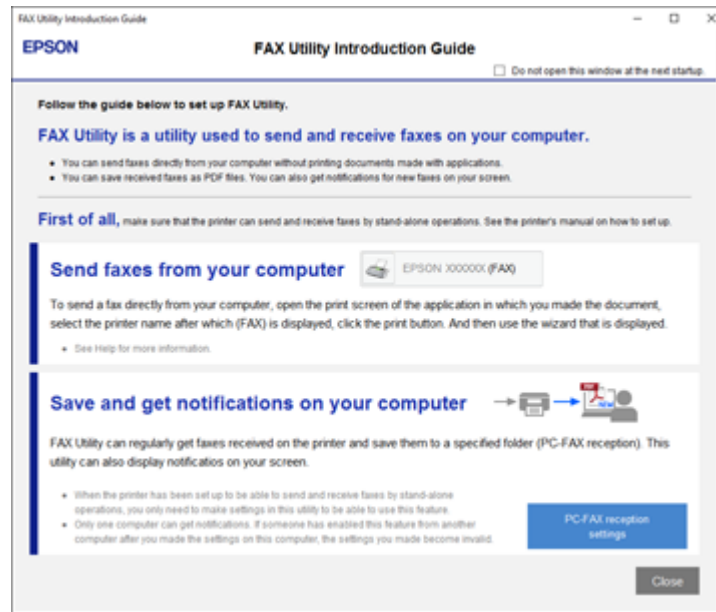 FAX Utility Introduction Guide
EPSON
FAX Utility Introduction Guide
Do not open this window at the next startup.
Follow the guide below to set up FAX Utility.
FAX Utility is a utility used to send and receive faxes on your computer.
• You can send faxes directly from your computer without printing documents made with applications.
• You can save received faxes as PDF files. You can also get notifications for new faxes on your screen.
First of all, make sure that the printer can send and receive faxes by stand-alone operations. See the printer's manual on how to set up.
Send faxes from your computer
EPSON XXXXXX (FAX)
To send a fax directly from your computer, open the print screen of the application in which you made the document,
select the printer name after which (FAX) is displayed, click the print button. And then use the wizard that is displayed.
• See Help for more information.
Save and get notifications on your computer
PDF
NEW
FAX Utility can regularly get faxes received on the printer and save them to a specified folder (PC-FAX reception). This
utility can also display notificatios on your screen.
• When the printer has been set up to be able to send and receive faxes by stand-alone
operations, you only need to make settings in this utility to be able to use this feature.
• Only one computer can get notifications. If someone has enabled this feature from another
computer after you made the settings on this computer, the settings you made become invalid.
PC-FAX reception
settings
Close